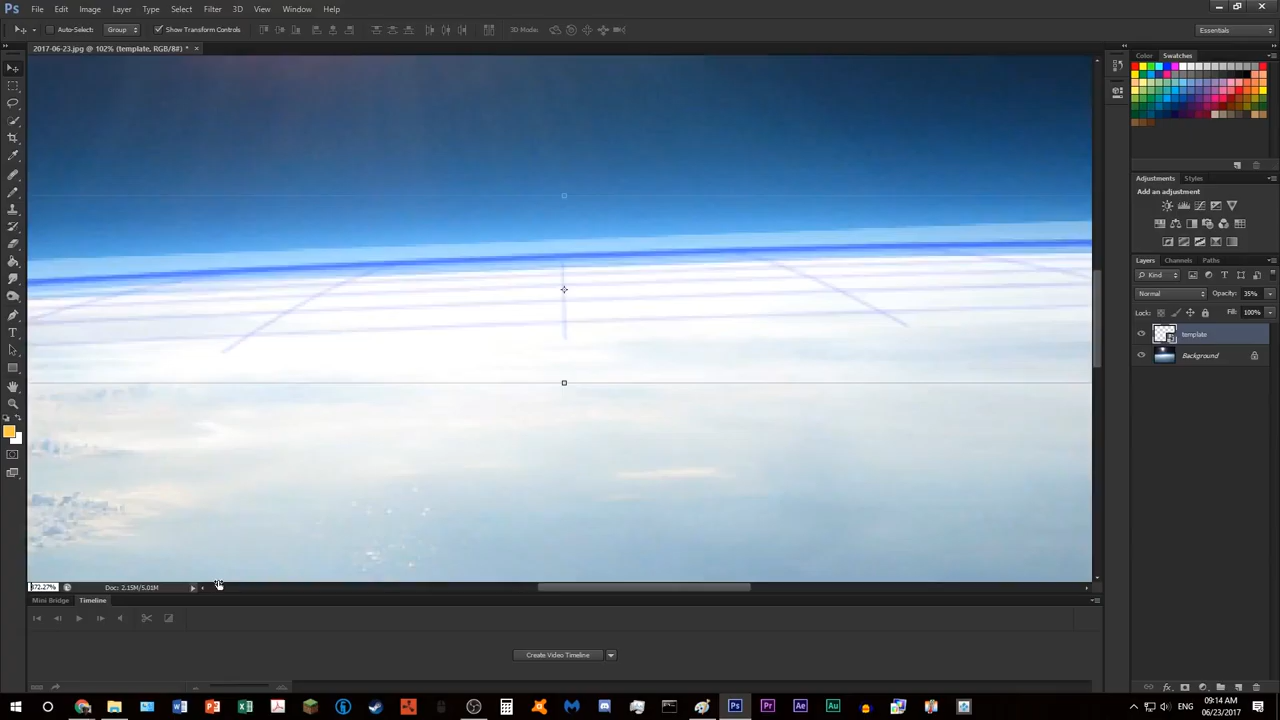 Ps File Edit Image Layer Type Select Filter 3D View Window Help
Auto-Select: Group Show Transform Controls 3D Mode: Essentials
2017-06-23.jpg @ 102% (template, RGB/8#) * ×
Color Swatches
Adjustments Styles
Add an adjustment
Layers Channels Paths
Kind
Normal Opacity: 35%
Lock: Fill: 100%
template
Background
Doc: 2.15M/5.01M
Mini Bridge Timeline
Create Video Timeline
ENG 09:14 AM
06/23/2017